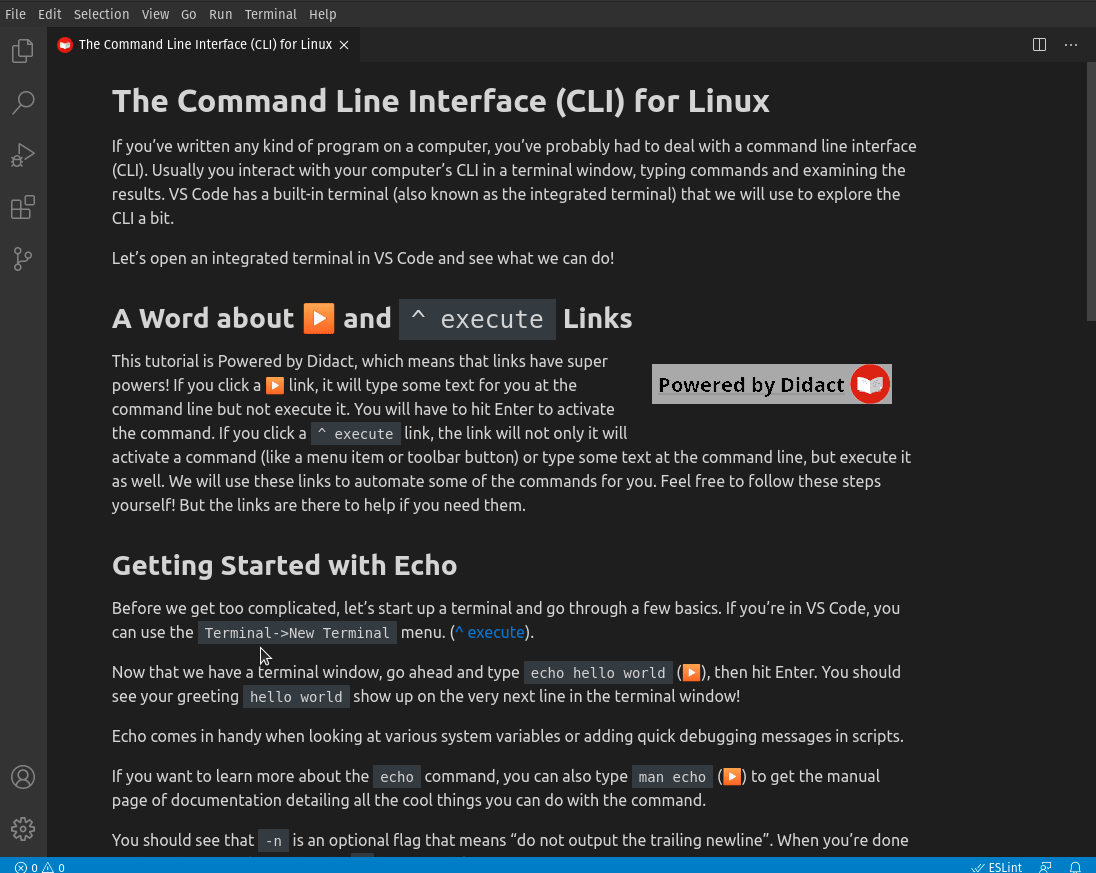 File Edit Selection View Go Run Terminal Help
The Command Line Interface (CLI) for Linux
The Command Line Interface (CLI) for Linux
If you’ve written any kind of program on a computer, you’ve probably had to deal with a command line interface
(CLI). Usually you interact with your computer’s CLI in a terminal window, typing commands and examining the
results. VS Code has a built-in terminal (also known as the integrated terminal) that we will use to explore the
CLI a bit.
Let’s open an integrated terminal in VS Code and see what we can do!
A Word about ▶️ and ^ execute Links
This tutorial is Powered by Didact, which means that links have super
powers! If you click a ▶️ link, it will type some text for you at the
command line but not execute it. You will have to hit Enter to activate
the command. If you click a ^ execute link, the link will not only it will
activate a command (like a menu item or toolbar button) or type some text at the command line, but execute it
as well. We will use these links to automate some of the commands for you. Feel free to follow these steps
yourself! But the links are there to help if you need them.
Powered by Didact
Getting Started with Echo
Before we get too complicated, let’s start up a terminal and go through a few basics. If you’re in VS Code, you
can use the Terminal->New Terminal menu. (^ execute).
Now that we have a terminal window, go ahead and type echo hello world (▶️), then hit Enter. You should
see your greeting hello world show up on the very next line in the terminal window!
Echo comes in handy when looking at various system variables or adding quick debugging messages in scripts.
If you want to learn more about the echo command, you can also type man echo (▶️) to get the manual
page of documentation detailing all the cool things you can do with the command.
You should see that -n is an optional flag that means “do not output the trailing newline”. When you’re done
0 0 ESLint